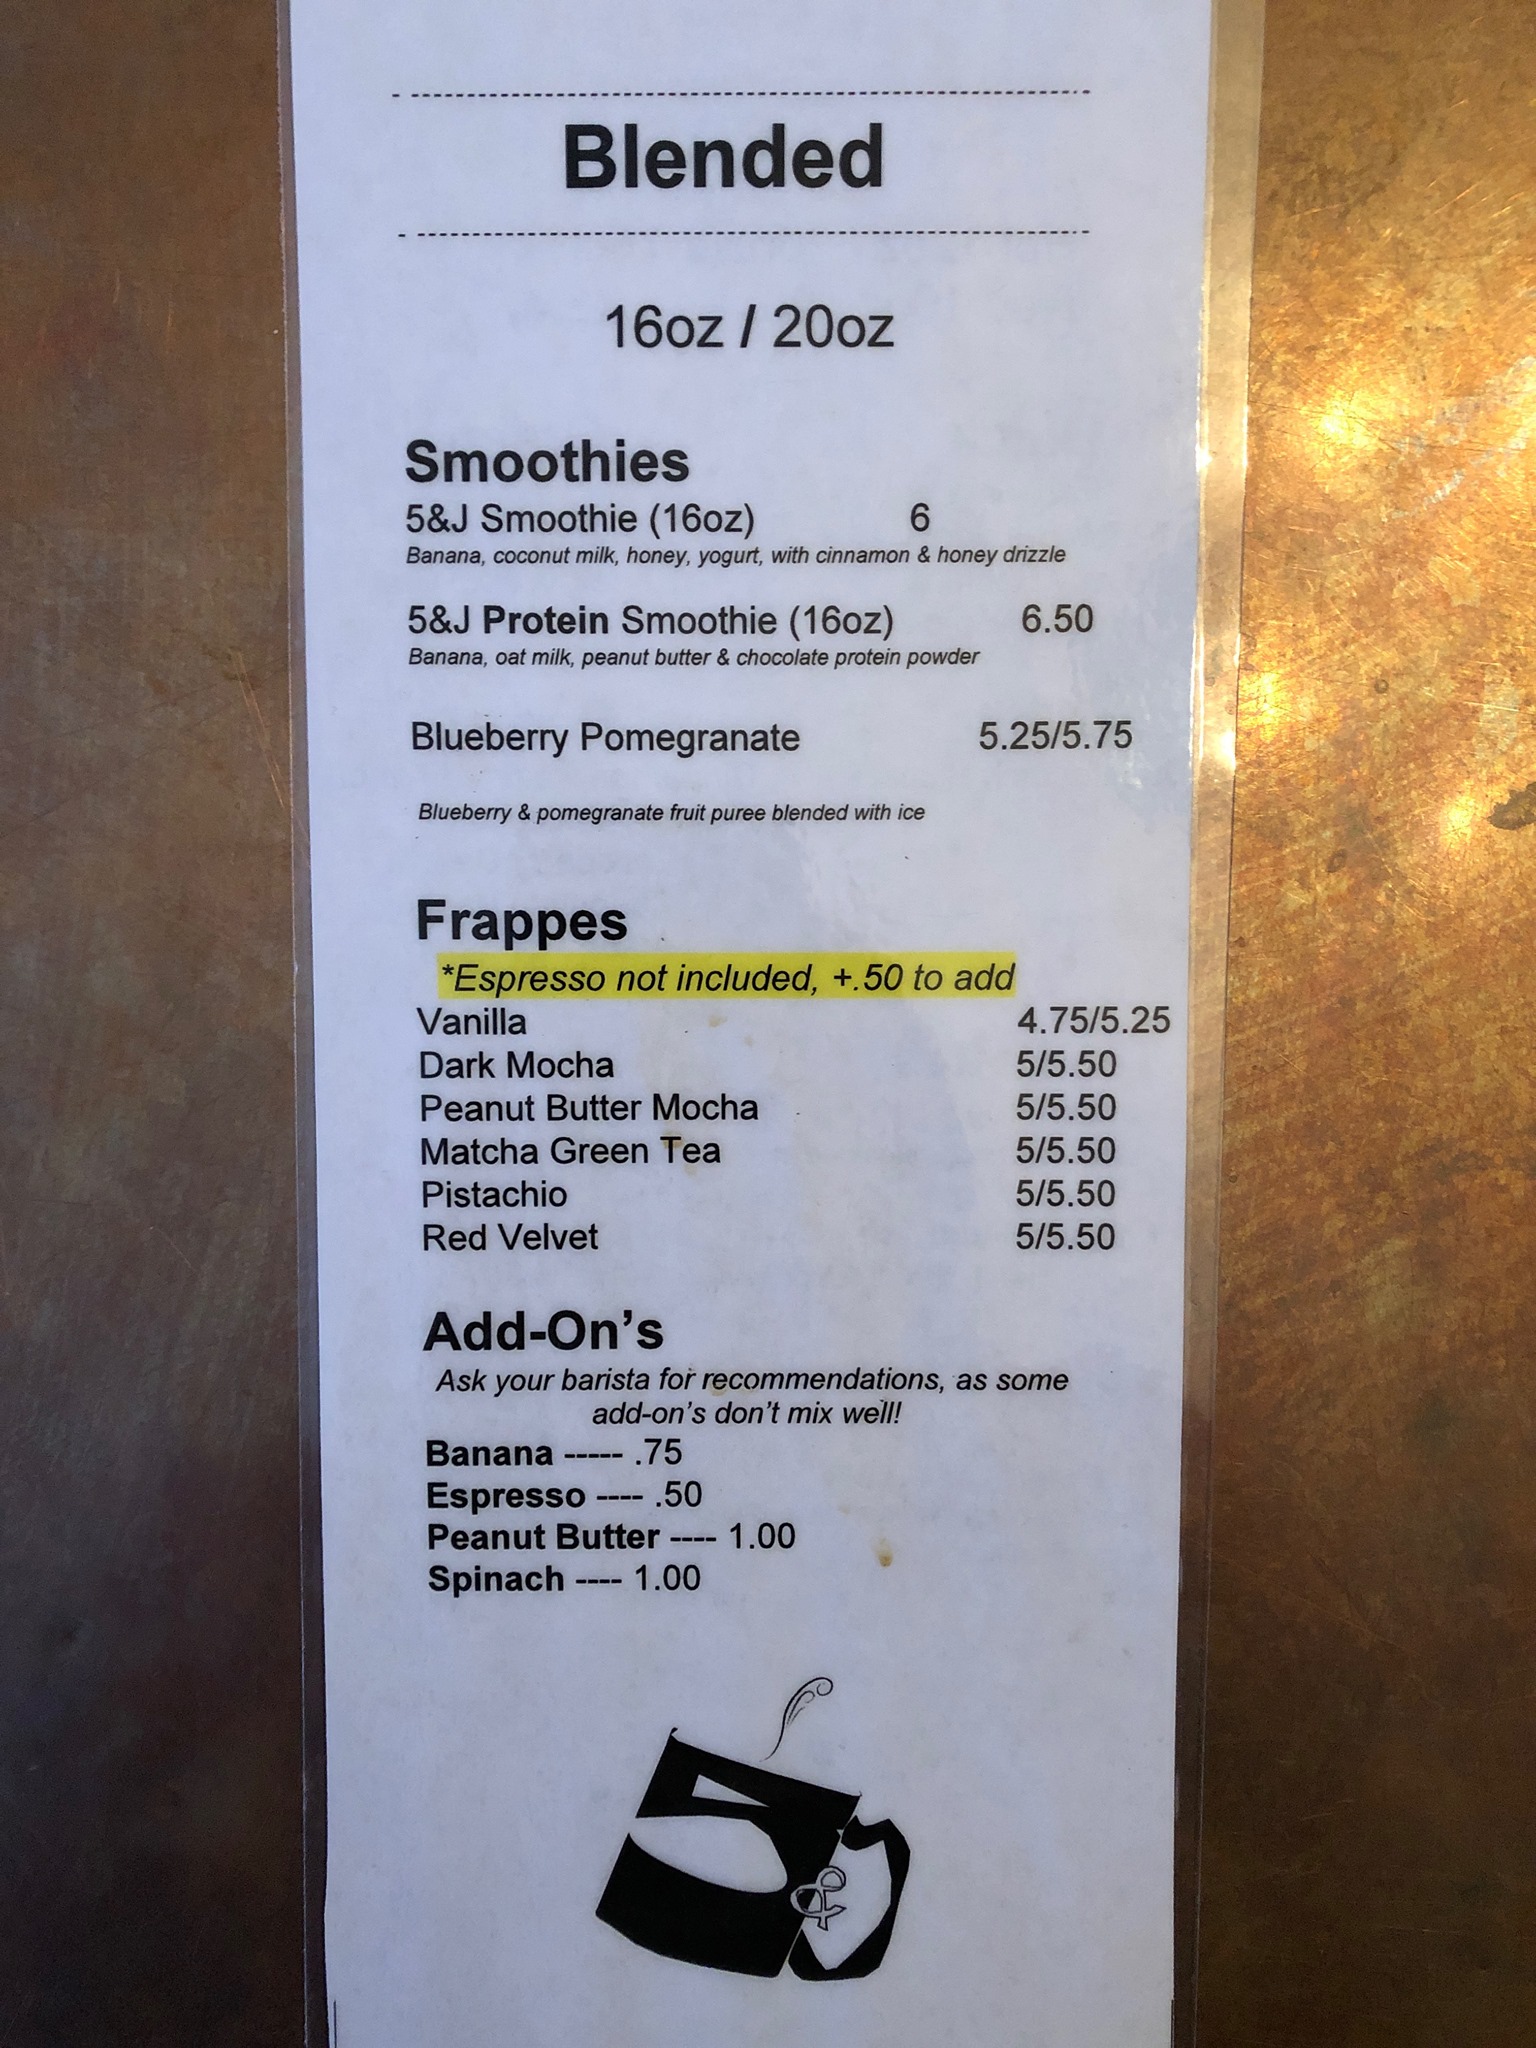 Blended
16oz / 20oz
Smoothies
5&J Smoothie (16oz) 6
Banana, coconut milk, honey, yogurt, with cinnamon & honey drizzle
5&J Protein Smoothie (16oz) 6.50
Banana, oat milk, peanut butter & chocolate protein powder
Blueberry Pomegranate 5.25/5.75
Blueberry & pomegranate fruit puree blended with ice
Frappes
*Espresso not included, +.50 to add
Vanilla 4.75/5.25
Dark Mocha 5/5.50
Peanut Butter Mocha 5/5.50
Matcha Green Tea 5/5.50
Pistachio 5/5.50
Red Velvet 5/5.50
Add-On’s
Ask your barista for recommendations, as some
add-on’s don’t mix well!
Banana ----- .75
Espresso ---- .50
Peanut Butter ---- 1.00
Spinach ---- 1.00
5&J